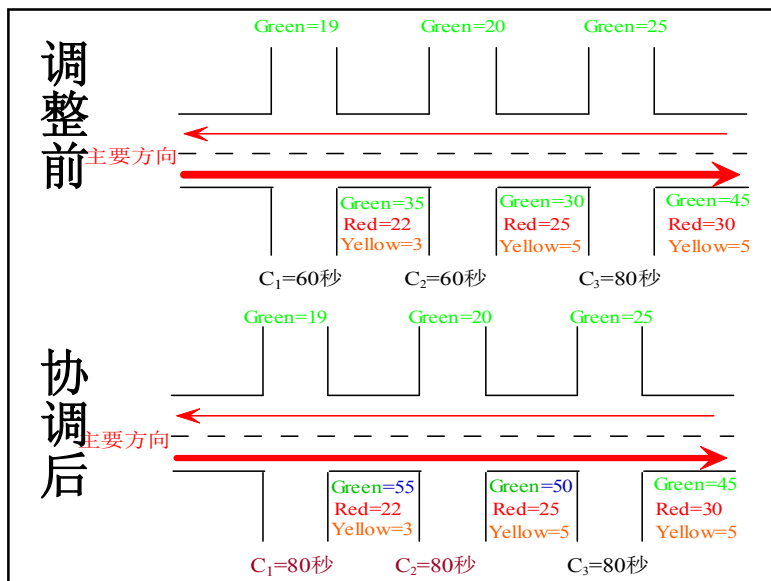 调整前
Green=19 Green=20 Green=25
主要方向
Green=35 Green=30 Green=45
Red=22 Red=25 Red=30
Yellow=3 Yellow=5 Yellow=5
C₁=60秒 C₂=60秒 C₃=80秒
协调后
Green=19 Green=20 Green=25
主要方向
Green=55 Green=50 Green=45
Red=22 Red=25 Red=30
Yellow=3 Yellow=5 Yellow=5
C₁=80秒 C₂=80秒 C₃=80秒